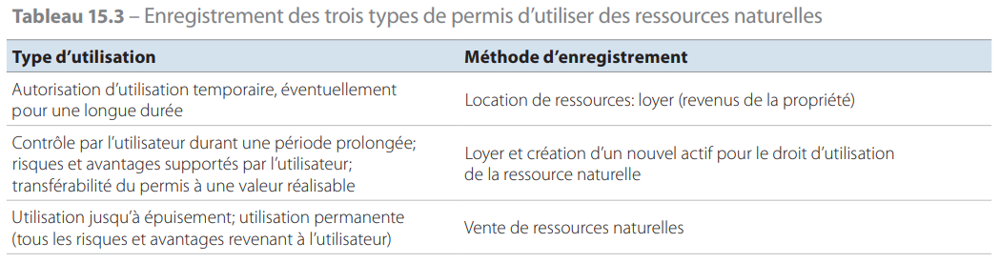 Tableau 15.3 – Enregistrement des trois types de permis d’utiliser des ressources naturelles
Type d’utilisation
Méthode d’enregistrement
Autorisation d’utilisation temporaire, éventuellement
pour une longue durée
Location de ressources: loyer (revenus de la propriété)
Contrôle par l’utilisateur durant une période prolongée;
risques et avantages supportés par l’utilisateur;
transférabilité du permis à une valeur réalisable
Loyer et création d’un nouvel actif pour le droit d’utilisation
de la ressource naturelle
Utilisation jusqu’à épuisement; utilisation permanente
(tous les risques et avantages revenant à l’utilisateur)
Vente de ressources naturelles